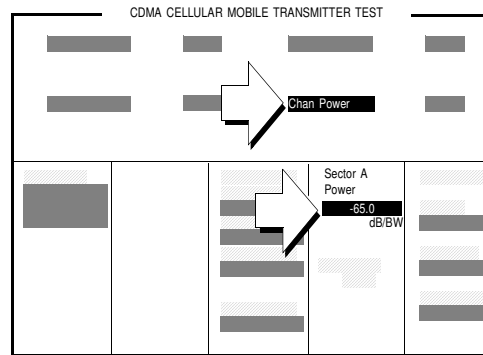 CDMA CELLULAR MOBILE TRANSMITTER TEST
Chan Power
Sector A
Power
-65.0
dB/BW